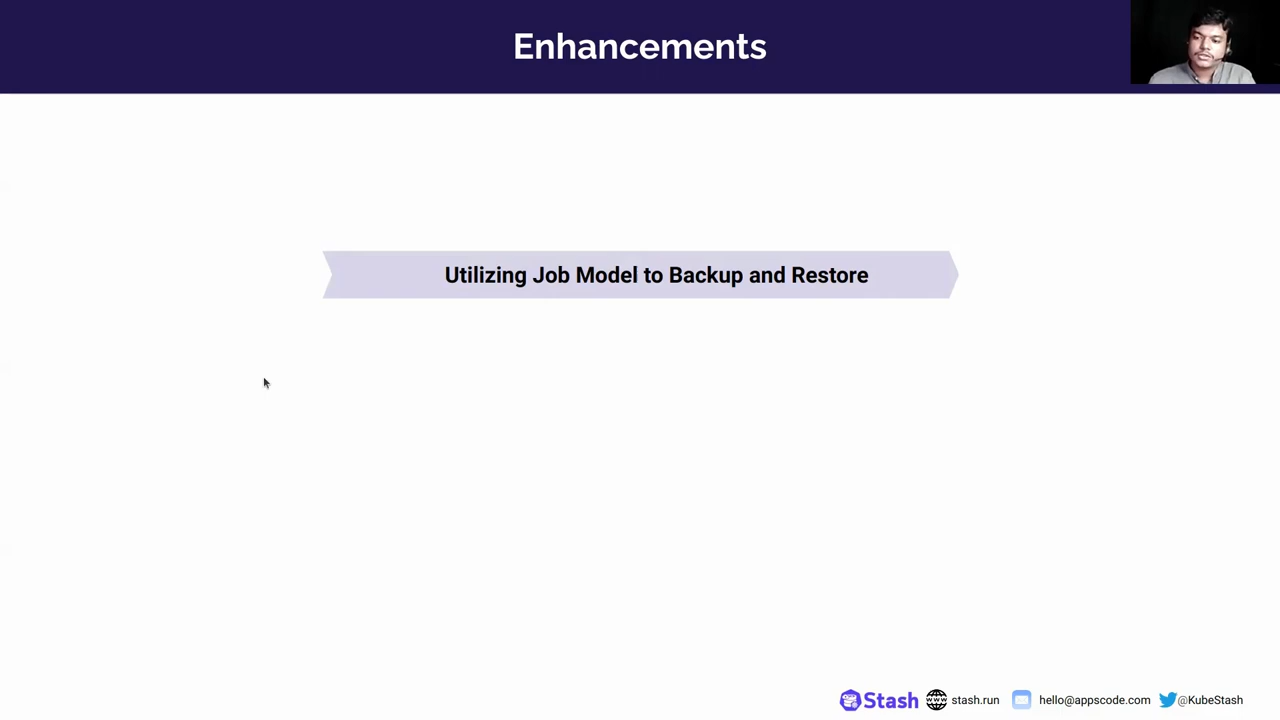 Enhancements
Utilizing Job Model to Backup and Restore
Stash stash.run hello@appscode.com @KubeStash